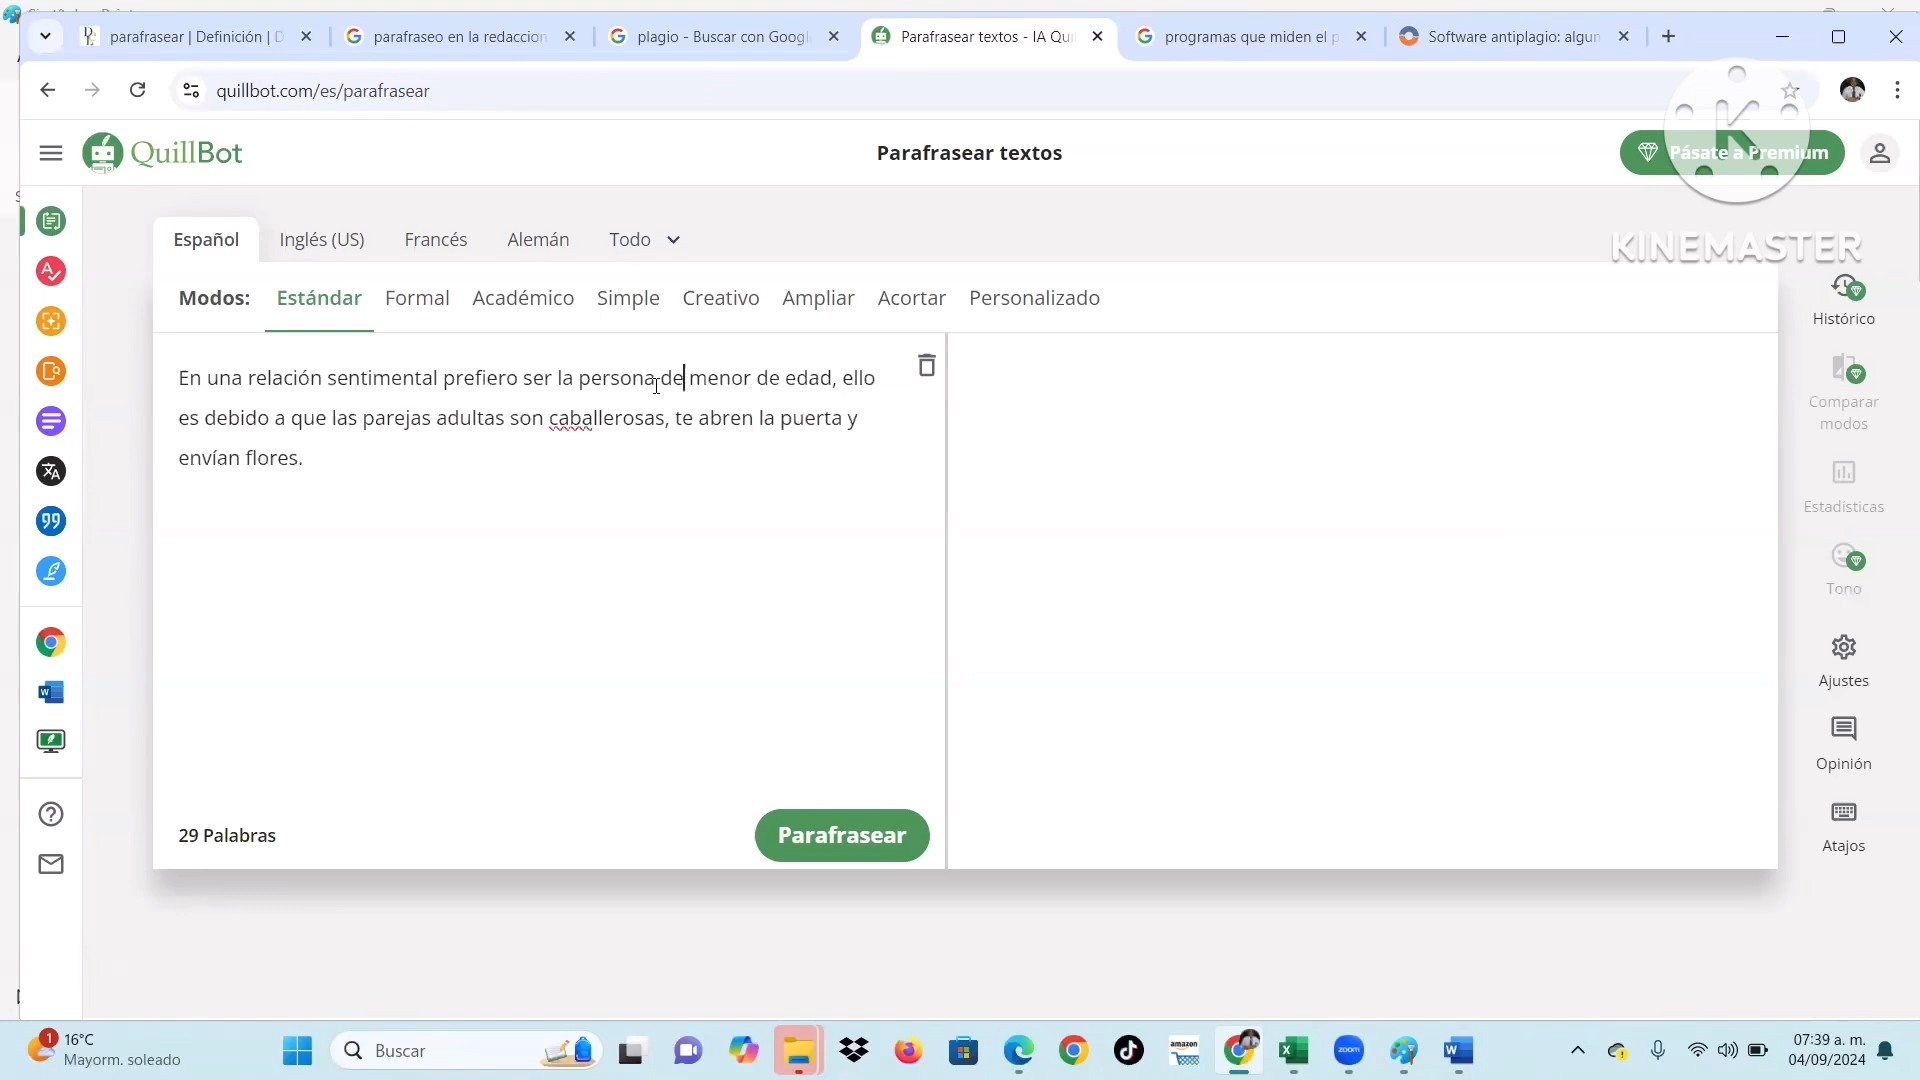 parafrasear | Definición | D
parafraseo en la redaccion
plagio - Buscar con Googl
Parafrasear textos - IA Qui
programas que miden el p
Software antiplagio: algun
quillbot.com/es/parafrasear
QuillBot
Parafrasear textos
Pásate a Premium
KINEMASTER
Español
Inglés (US)
Francés
Alemán
Todo
Modos:
Estándar
Formal
Académico
Simple
Creativo
Ampliar
Acortar
Personalizado
En una relación sentimental prefiero ser la persona de menor de edad, ello
es debido a que las parejas adultas son caballerosas, te abren la puerta y
envían flores.
29 Palabras
Parafrasear
Histórico
Comparar
modos
Estadísticas
Tono
Ajustes
Opinión
Atajos
1
16°C
Mayorm. soleado
Buscar
amazon
zoom
07:39 a. m.
04/09/2024